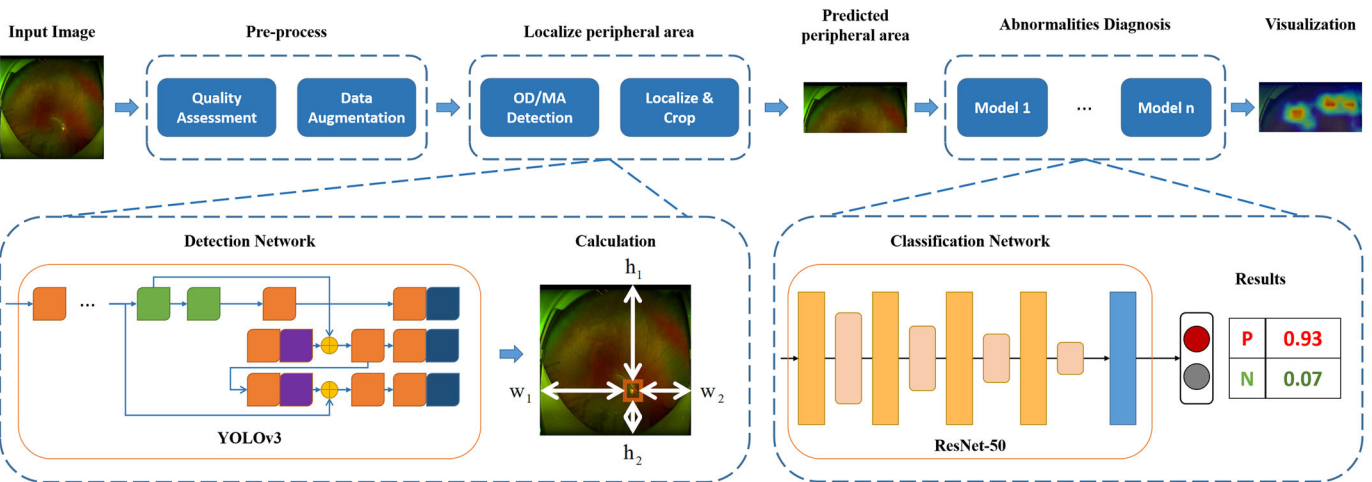 Input Image
Pre-process
Localize peripheral area
Predicted
peripheral area
Abnormalities Diagnosis
Visualization
Quality
Assessment
Data
Augmentation
OD/MA
Detection
Localize &
Crop
Model 1
...
Model n
Detection Network
...
YOLOv3
Calculation
h1
w1
w2
h2
Classification Network
ResNet-50
Results
P 0.93
N 0.07